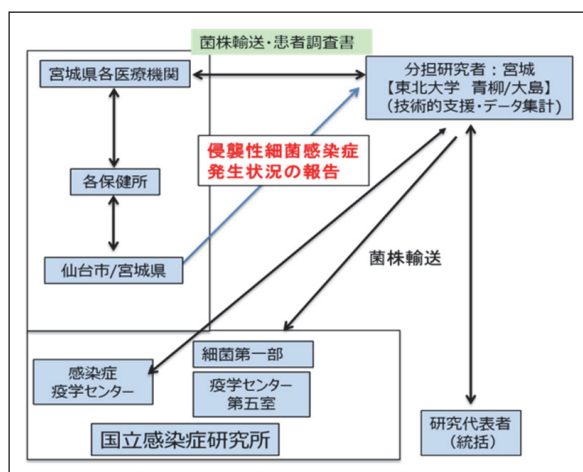 菌株輸送・患者調査書
宮城県各医療機関
分担研究者：宮城
【東北大学 青柳/大島】
（技術的支援・データ集計）
侵襲性細菌感染症
発生状況の報告
各保健所
仙台市/宮城県
菌株輸送
細菌第一部
感染症
疫学センター
疫学センター
第五室
国立感染症研究所
研究代表者
（統括）